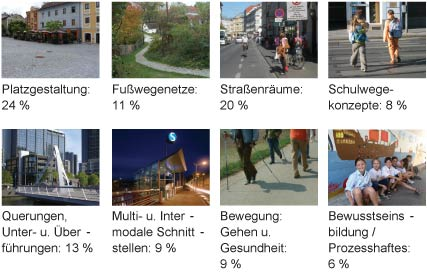 Platzgestaltung:
24 %
Fußwegenetze:
11 %
Straßenräume:
20 %
Schulwege-
konzepte: 8 %
S
Querungen,
Unter- u. Über -
führungen: 13 %
Multi- u. Inter -
modale Schnitt -
stellen: 9 %
Bewegung:
Gehen u.
Gesundheit:
9 %
Bewusstseins -
bildung /
Prozesshaftes:
6 %